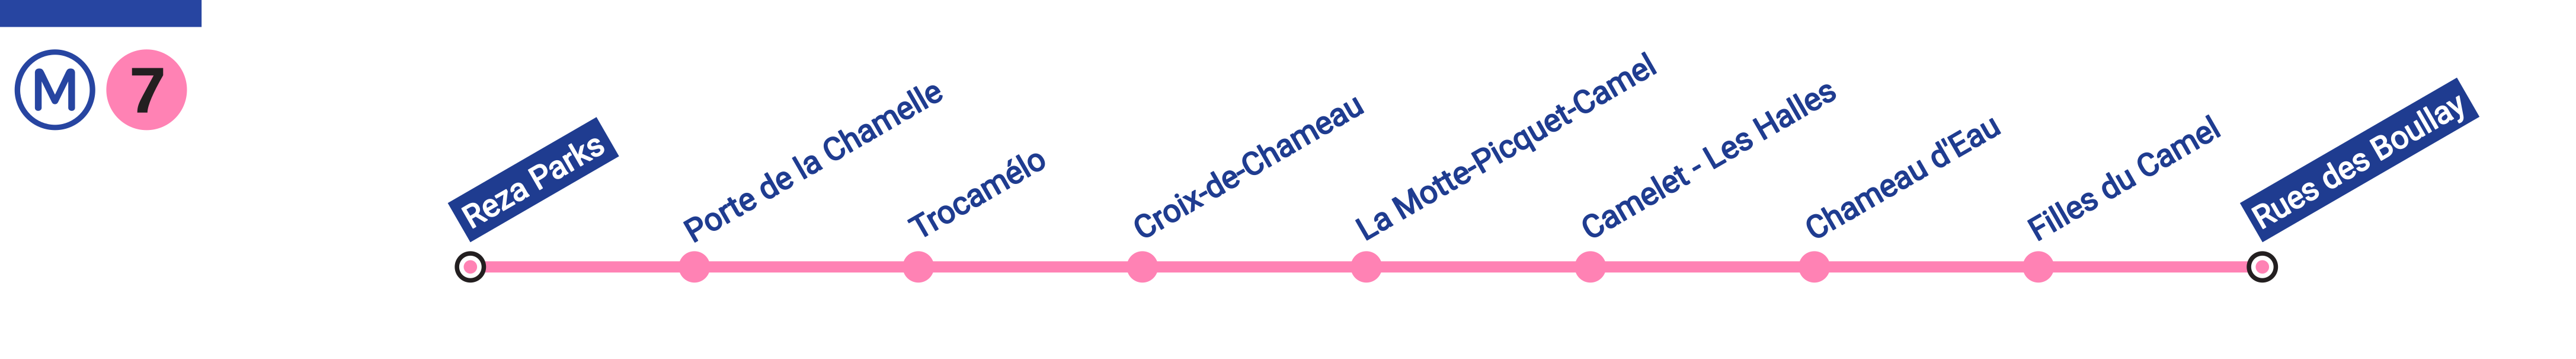 M 7
Reza Parks
Porte de la Chamelle
Trocamélo
Croix-de-Chameau
La Motte-Picquet-Camel
Camelet - Les Halles
Chameau d'Eau
Filles du Camel
Rues des Boullay